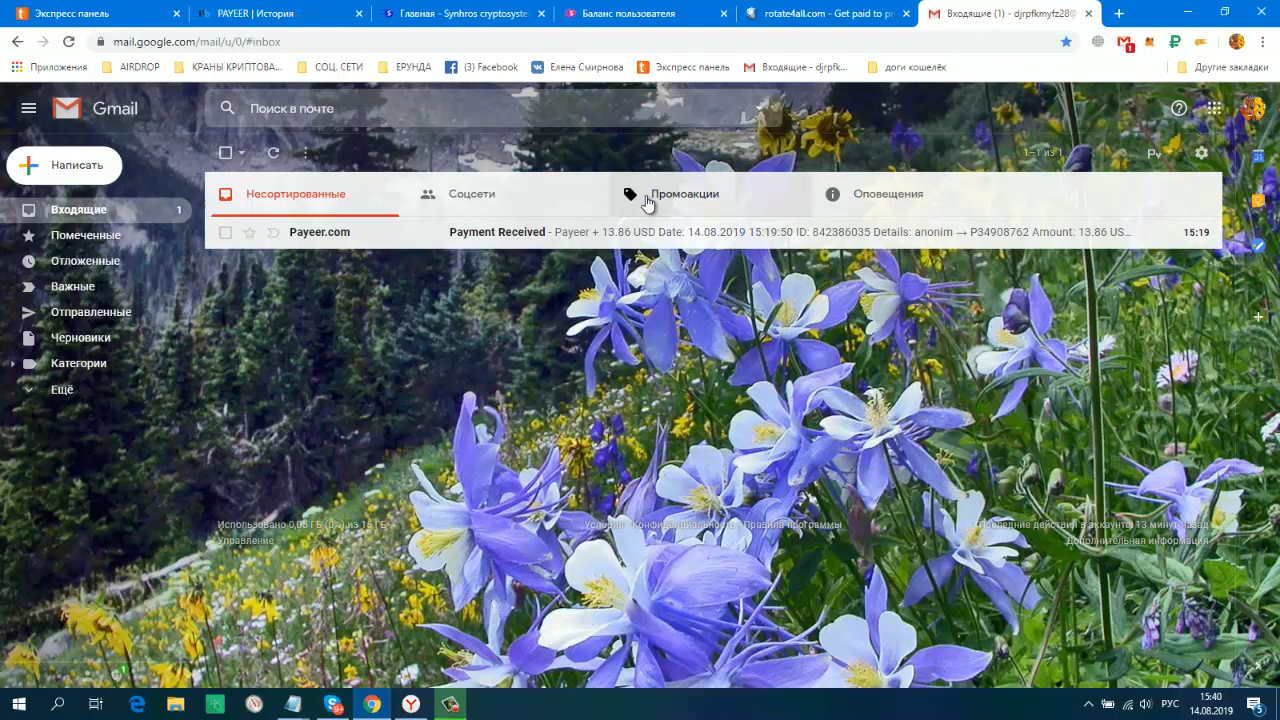 Экспресс панель
PAYEER | История
Главная - Synhros cryptosyste
Баланс пользователя
rotate4all.com - Get paid to pr
Входящие (1) - djrpfkmyfz28@
mail.google.com/mail/u/0/#inbox
1
Приложения
AIRDROP
КРАНЫ КРИПТОВА...
СОЦ. СЕТИ
ЕРУНДА
(3) Facebook
Елена Смирнова
Экспресс панель
Входящие - djrpfk...
доги кошелёк
Другие закладки
Gmail
Поиск в почте
Написать
1–1 из 1
31
Несортированные
Соцсети
Промоакции
Оповещения
Входящие 1
Payeer.com
Payment Received - Payeer + 13.86 USD Date: 14.08.2019 15:19:50 ID: 842386035 Details: anonim → P34908762 Amount: 13.86 US...
15:19
Помеченные
Отложенные
Важные
Отправленные
Черновики
Категории
Ещё
Использовано 0,05 ГБ (0%) из 15 ГБ
Управление
Условия · Конфиденциальность · Правила программы
Последние действия в аккаунте: 13 минут назад
Дополнительная информация
РУС
15:40
14.08.2019
5